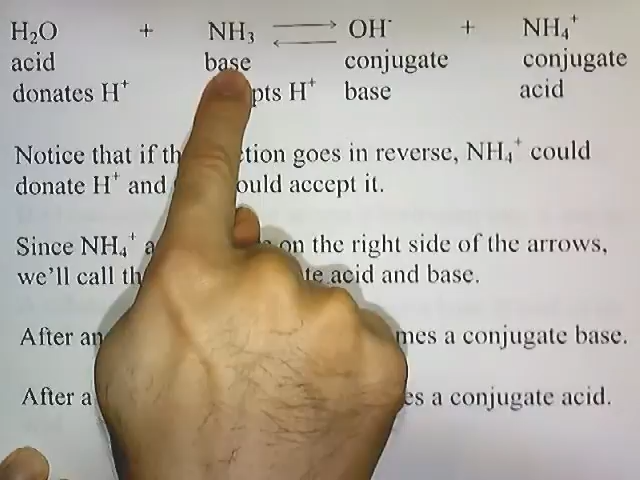 H₂O + NH₃ ⇌ OH⁻ + NH₄⁺
acid base conjugate conjugate
donates H⁺ pts H⁺ base acid
Notice that if th tion goes in reverse, NH₄⁺ could
donate H⁺ and ould accept it.
Since NH₄⁺ a on the right side of the arrows,
we'll call th te acid and base.
After an mes a conjugate base.
After a es a conjugate acid.